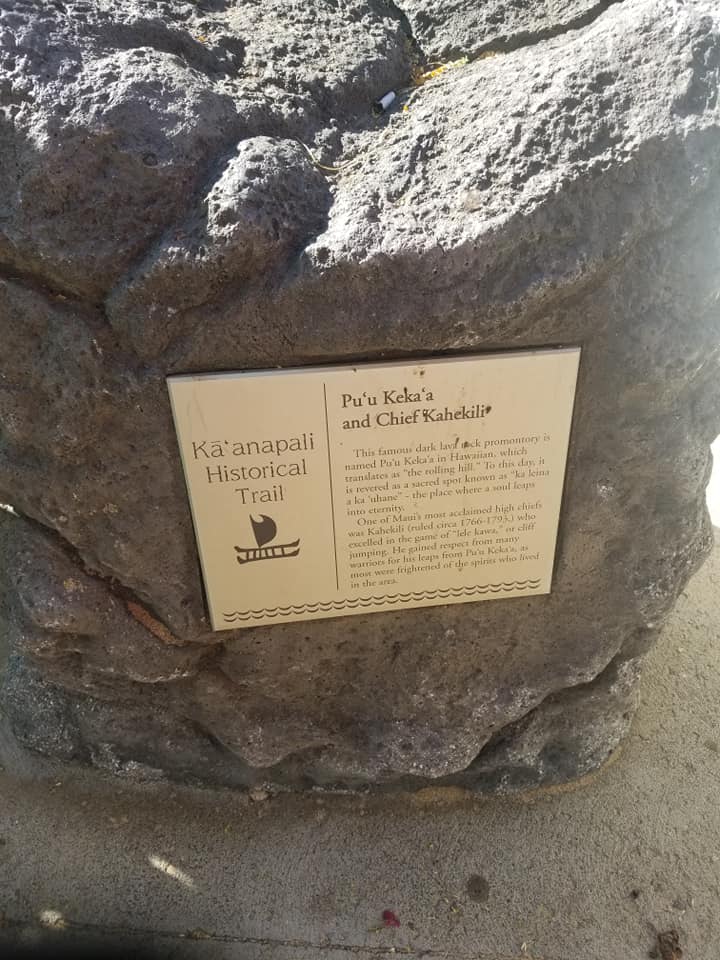 Kā‘anapali
Historical
Trail
Pu‘u Keka‘a
and Chief Kahekili
This famous dark lava rock promontory is
named Pu‘u Keka‘a in Hawaiian, which
translates as "the rolling hill." To this day, it
is revered as a sacred spot known as "ka leina
a ka ‘uhane" - the place where a soul leaps
into eternity.
One of Maui's most acclaimed high chiefs
was Kahekili (ruled circa 1766-1793,) who
excelled in the game of "lele kawa," or cliff
jumping. He gained respect from many
warriors for his leaps from Pu‘u Keka‘a, as
most were frightened of the spirits who lived
in the area.